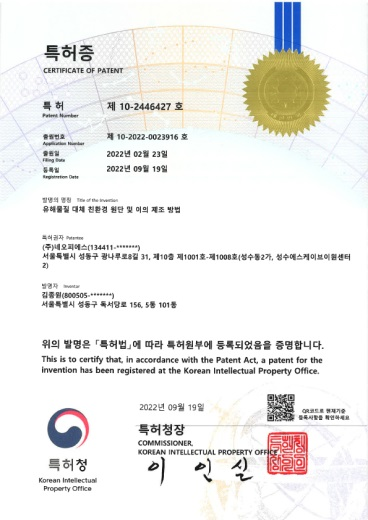 특허증
CERTIFICATE OF PATENT
특 허 제 10-2446427 호
Patent Number
출원번호 제 10-2022-0023916 호
Application Number
출원일 2022년 02월 23일
Filing Date
등록일 2022년 09월 19일
Registration Date
발명의 명칭 Title of the Invention
유해물질 대체 친환경 원단 및 이의 제조 방법
특허권자 Patentee
(주)네오피에스(134411-*******)
서울특별시 성동구 광나루로8길 31, 제10층 제1001호-제1008호(성수동2가, 성수에스케이브이원센터
2)
발명자 Inventor
김종원(800505-*******)
서울특별시 성동구 독서당로 156, 5동 101동
위의 발명은 「특허법」에 따라 특허원부에 등록되었음을 증명합니다.
This is to certify that, in accordance with the Patent Act, a patent for the
invention has been registered at the Korean Intellectual Property Office.
2022년 09월 19일
QR코드로 현재기준
등록사항을 확인하세요
특허청장
COMMISSIONER,
KOREAN INTELLECTUAL PROPERTY OFFICE
이 인 실
특허청
Korean Intellectual
Property Office